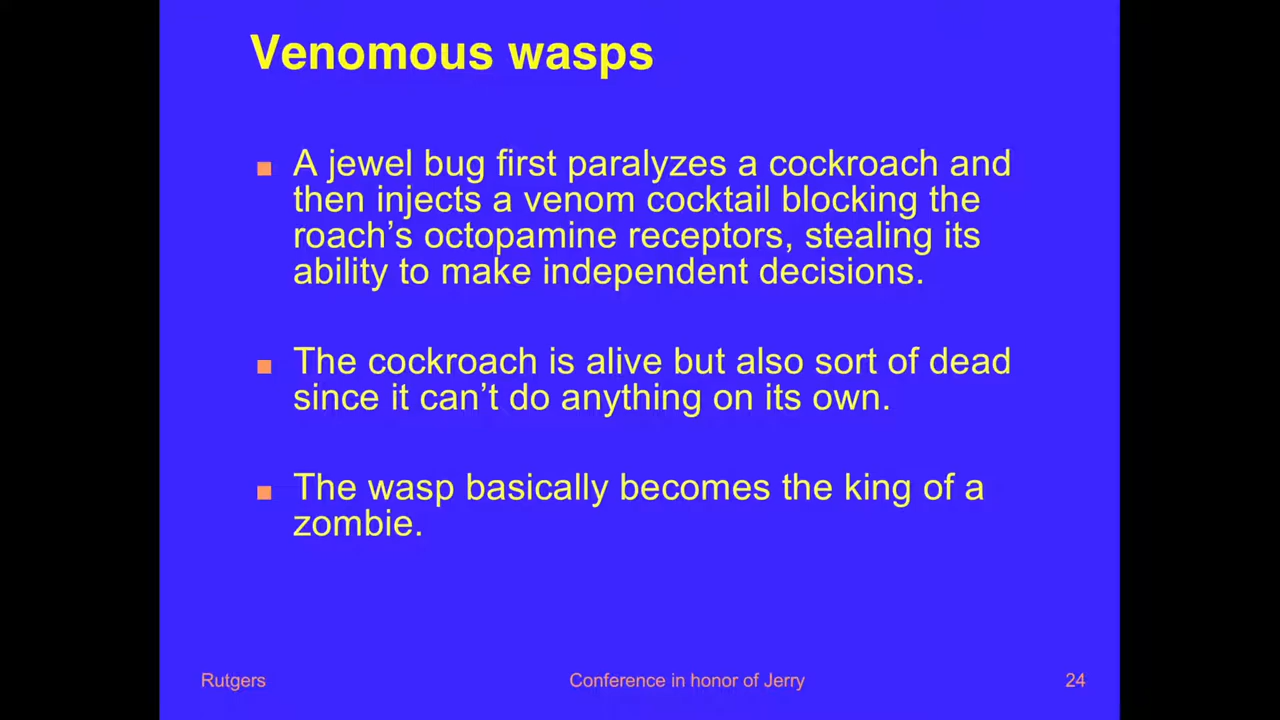 Venomous wasps
A jewel bug first paralyzes a cockroach and
then injects a venom cocktail blocking the
roach’s octopamine receptors, stealing its
ability to make independent decisions.
The cockroach is alive but also sort of dead
since it can’t do anything on its own.
The wasp basically becomes the king of a
zombie.
Rutgers
Conference in honor of Jerry
24